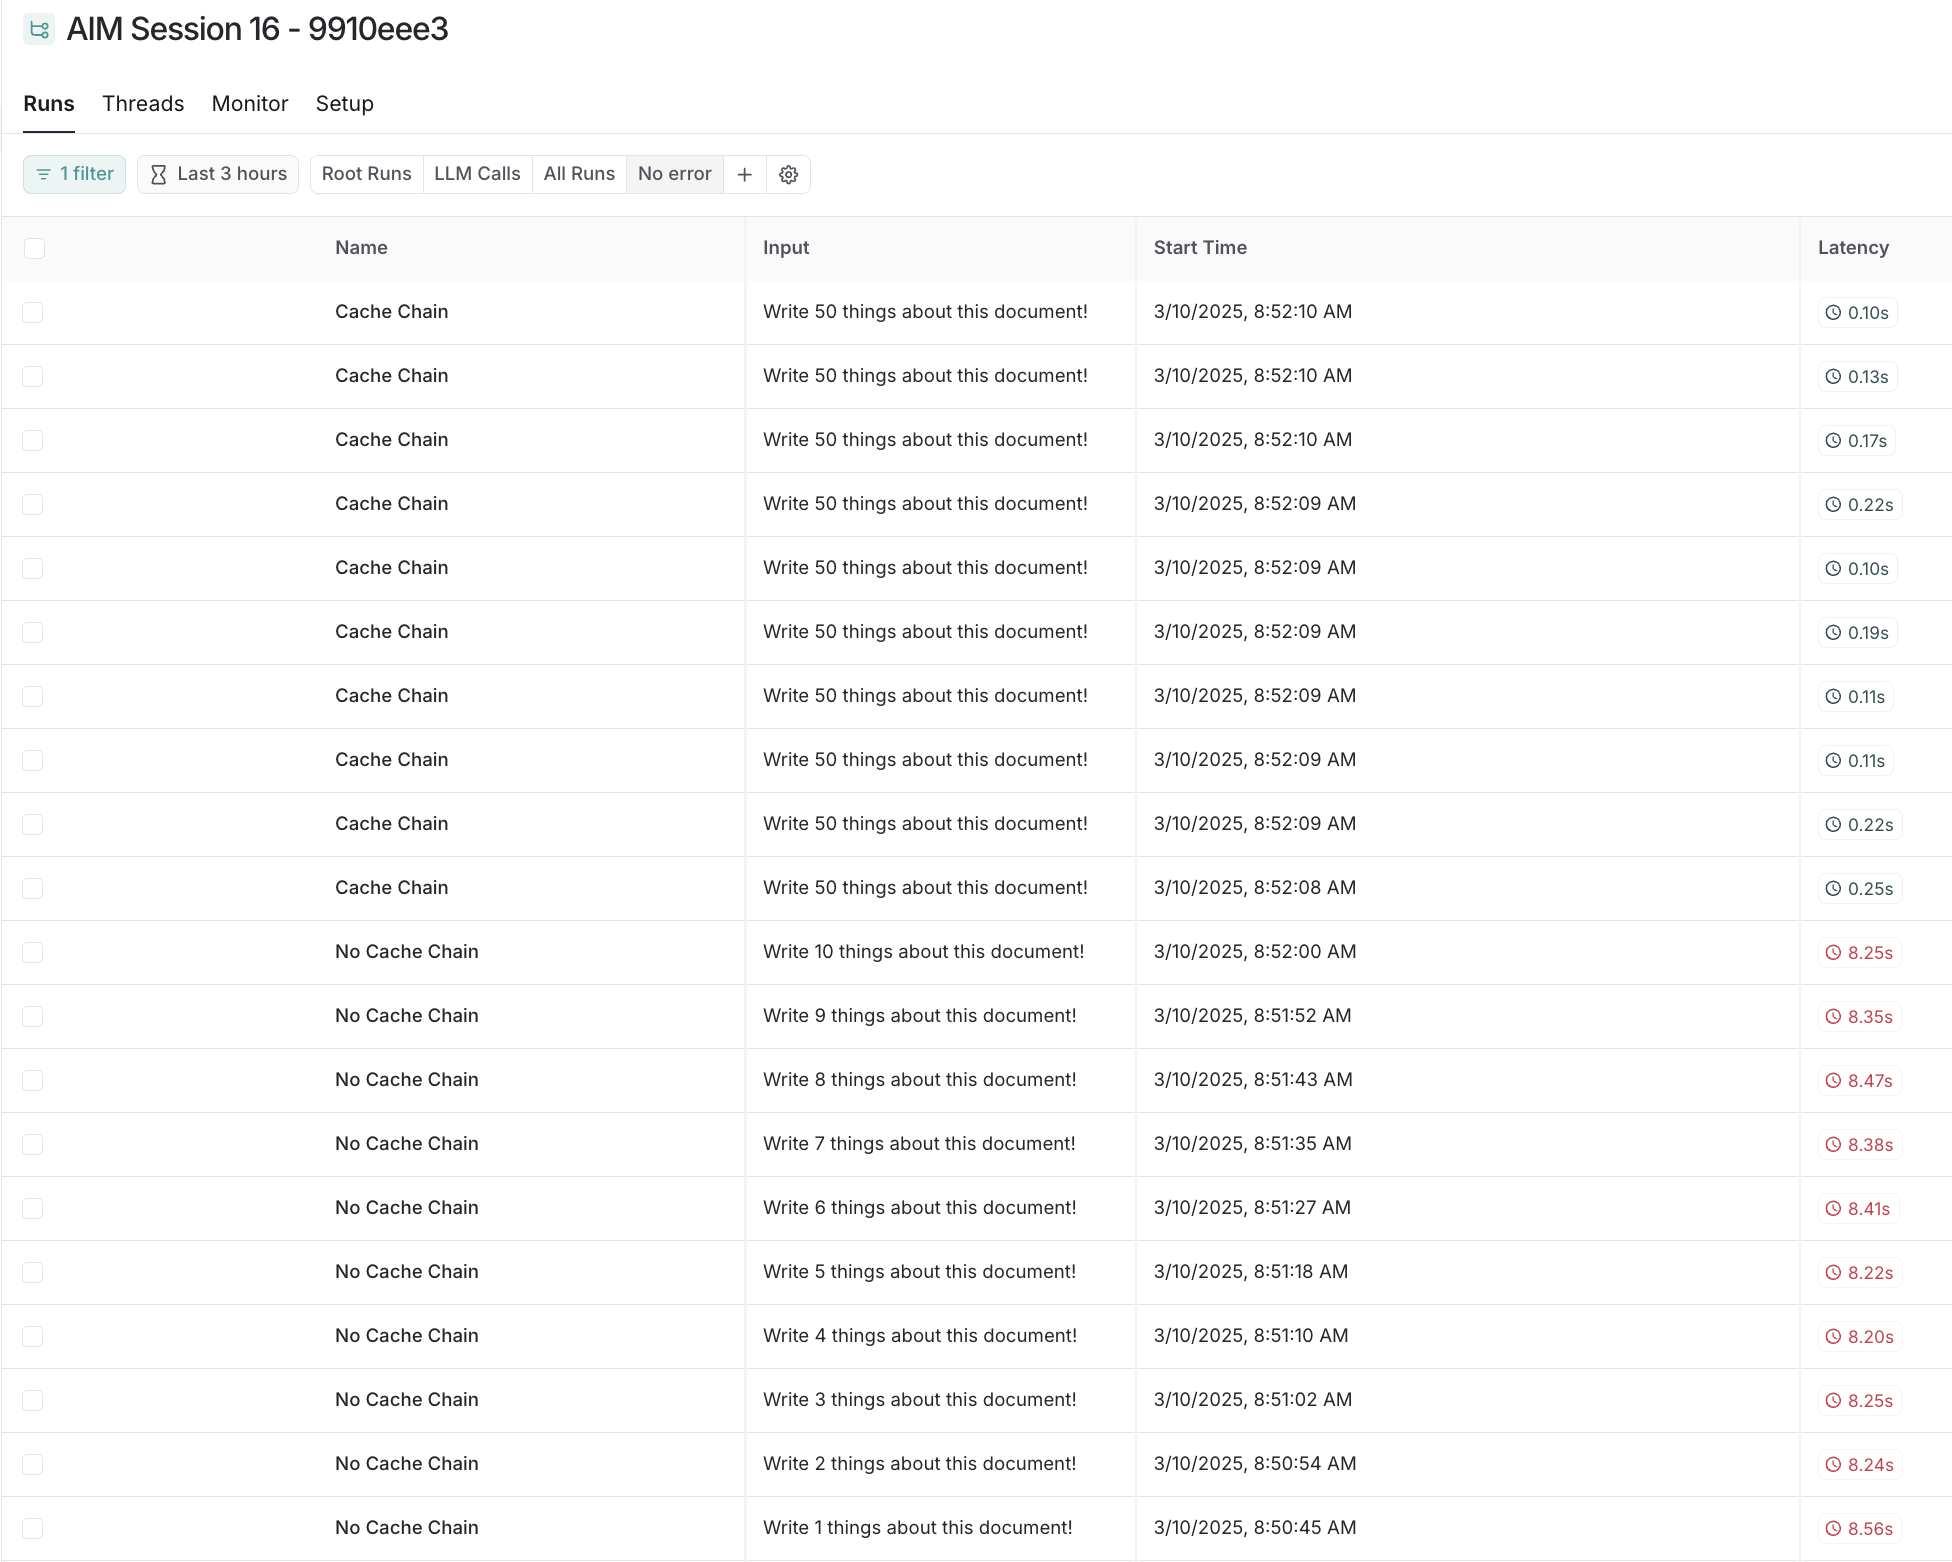 AIM Session 16 - 9910eee3
Runs Threads Monitor Setup
1 filter Last 3 hours Root Runs LLM Calls All Runs No error +
Name Input Start Time Latency
Cache Chain Write 50 things about this document! 3/10/2025, 8:52:10 AM 0.10s
Cache Chain Write 50 things about this document! 3/10/2025, 8:52:10 AM 0.13s
Cache Chain Write 50 things about this document! 3/10/2025, 8:52:10 AM 0.17s
Cache Chain Write 50 things about this document! 3/10/2025, 8:52:09 AM 0.22s
Cache Chain Write 50 things about this document! 3/10/2025, 8:52:09 AM 0.10s
Cache Chain Write 50 things about this document! 3/10/2025, 8:52:09 AM 0.19s
Cache Chain Write 50 things about this document! 3/10/2025, 8:52:09 AM 0.11s
Cache Chain Write 50 things about this document! 3/10/2025, 8:52:09 AM 0.11s
Cache Chain Write 50 things about this document! 3/10/2025, 8:52:09 AM 0.22s
Cache Chain Write 50 things about this document! 3/10/2025, 8:52:08 AM 0.25s
No Cache Chain Write 10 things about this document! 3/10/2025, 8:52:00 AM 8.25s
No Cache Chain Write 9 things about this document! 3/10/2025, 8:51:52 AM 8.35s
No Cache Chain Write 8 things about this document! 3/10/2025, 8:51:43 AM 8.47s
No Cache Chain Write 7 things about this document! 3/10/2025, 8:51:35 AM 8.38s
No Cache Chain Write 6 things about this document! 3/10/2025, 8:51:27 AM 8.41s
No Cache Chain Write 5 things about this document! 3/10/2025, 8:51:18 AM 8.22s
No Cache Chain Write 4 things about this document! 3/10/2025, 8:51:10 AM 8.20s
No Cache Chain Write 3 things about this document! 3/10/2025, 8:51:02 AM 8.25s
No Cache Chain Write 2 things about this document! 3/10/2025, 8:50:54 AM 8.24s
No Cache Chain Write 1 things about this document! 3/10/2025, 8:50:45 AM 8.56s